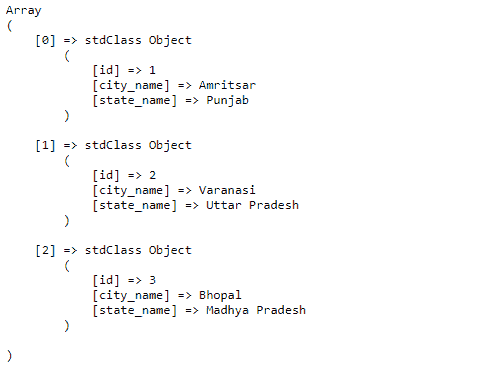 Array
(
    [0] => stdClass Object
        (
            [id] => 1
            [city_name] => Amritsar
            [state_name] => Punjab
        )

    [1] => stdClass Object
        (
            [id] => 2
            [city_name] => Varanasi
            [state_name] => Uttar Pradesh
        )

    [2] => stdClass Object
        (
            [id] => 3
            [city_name] => Bhopal
            [state_name] => Madhya Pradesh
        )

)